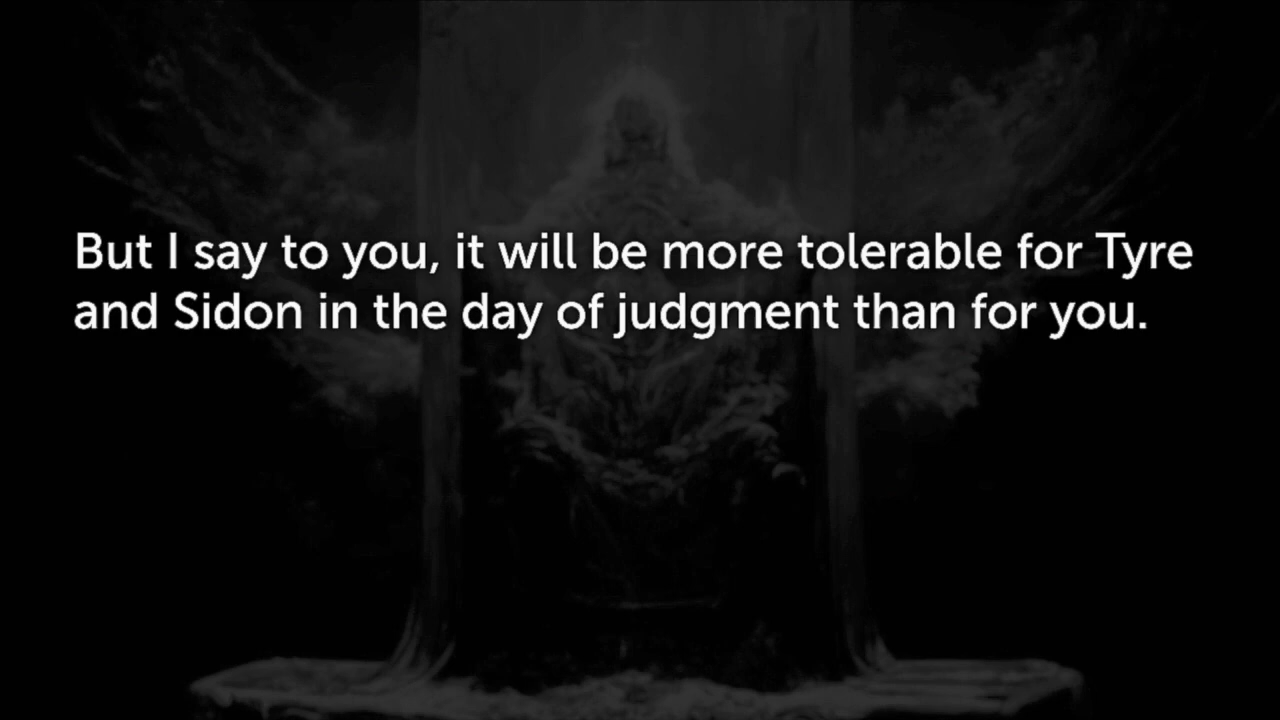 But I say to you, it will be more tolerable for Tyre
and Sidon in the day of judgment than for you.